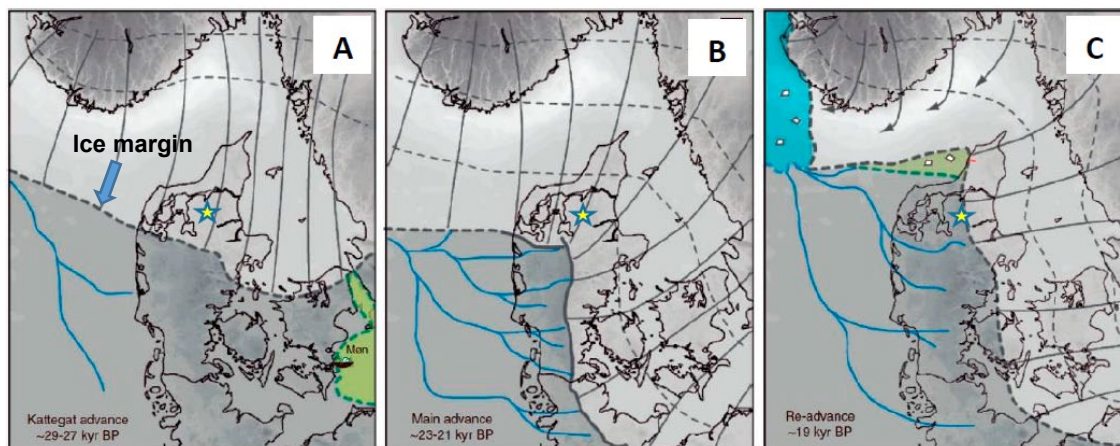 A
Ice margin
Møn
Kattegat advance
~29-27 kyr BP
B
Main advance
~23-21 kyr BP
C
Re-advance
~19 kyr BP